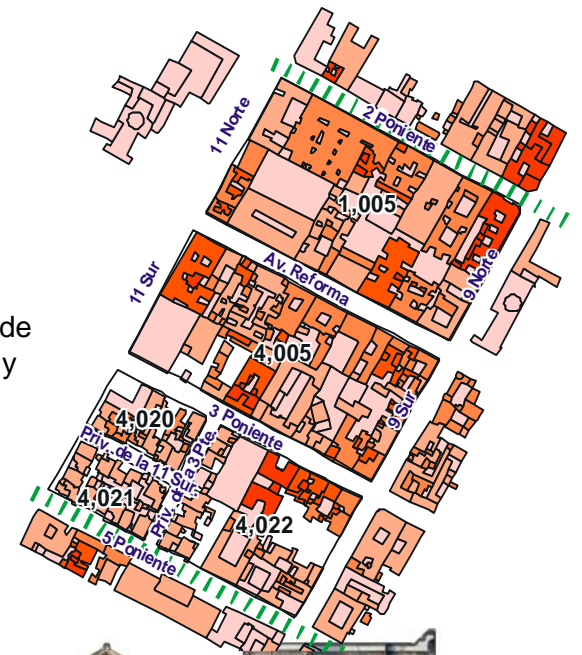 2 Poniente
11 Norte
1,005
9 Norte
Av. Reforma
11 Sur
de
y
4,005
9 Sur
3 Poniente
4,020
Priv. de la 11 Sur
Priv. de la 3 Pte.
4,021
4,022
5 Poniente